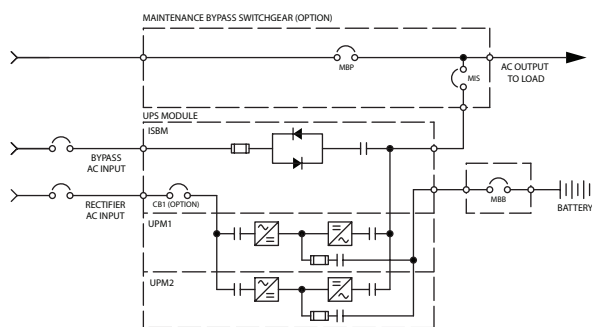 MAINTENANCE BYPASS SWITCHGEAR (OPTION)
MBP
AC OUTPUT
TO LOAD
MIS
UPS MODULE
ISBM
BYPASS
AC INPUT
RECTIFIER
AC INPUT
CB1 (OPTION)
MBB
BATTERY
UPM1
UPM2